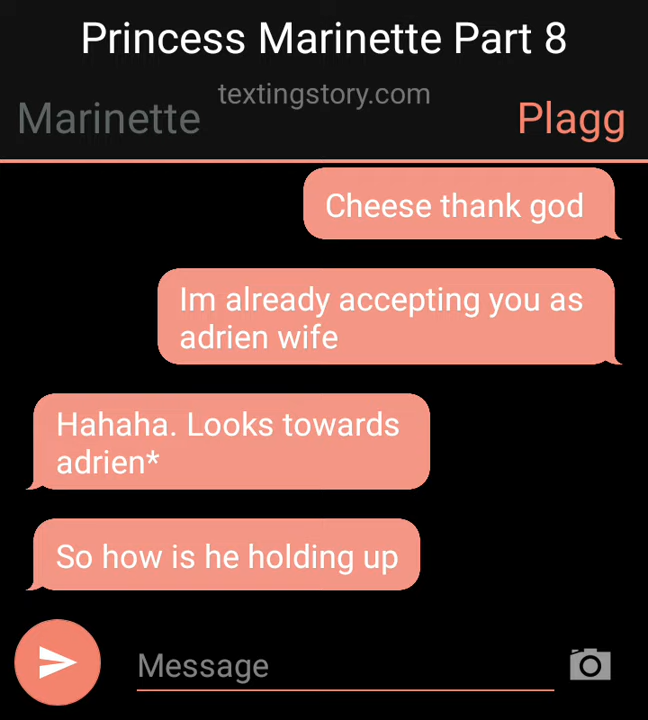 Princess Marinette Part 8
textingstory.com
Marinette
Plagg
Cheese thank god
Im already accepting you as
adrien wife
Hahaha. Looks towards
adrien*
So how is he holding up
Message